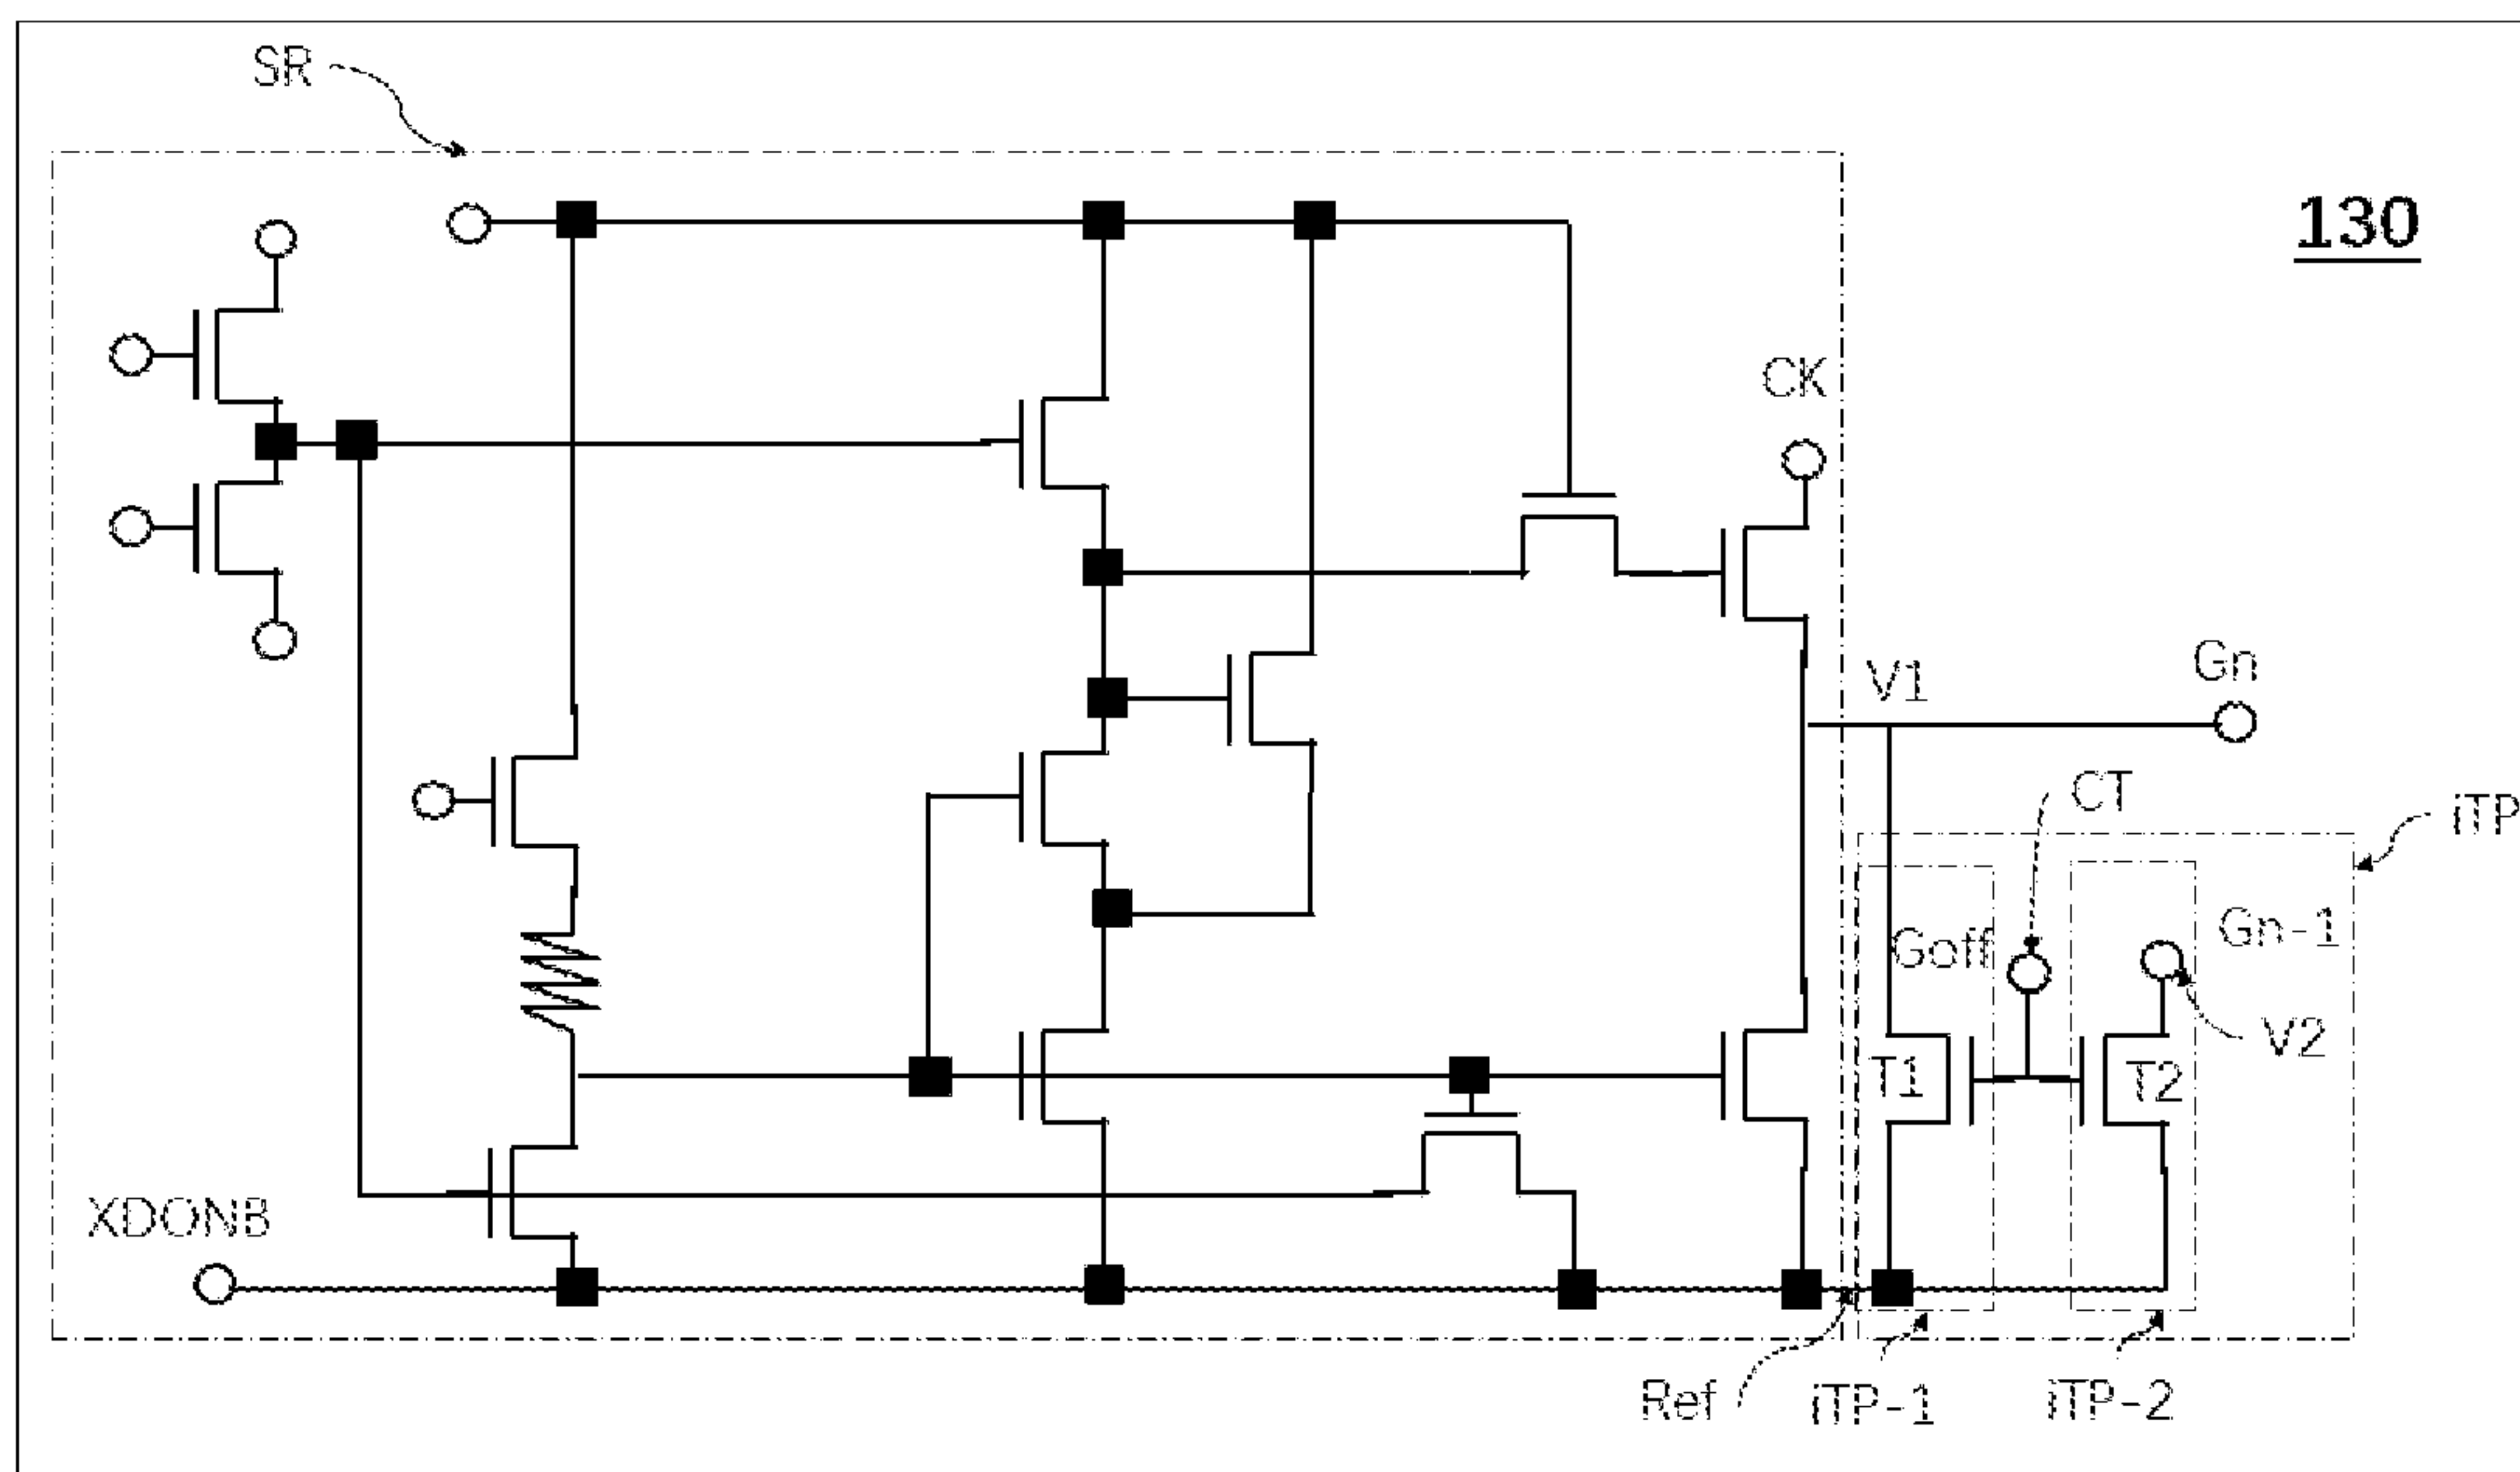 SR
130
CK
V1
Gn
CT
iTP
Goff
Gn-1
V2
T1
T2
XDONB
Ref
iTP-1
iTP-2